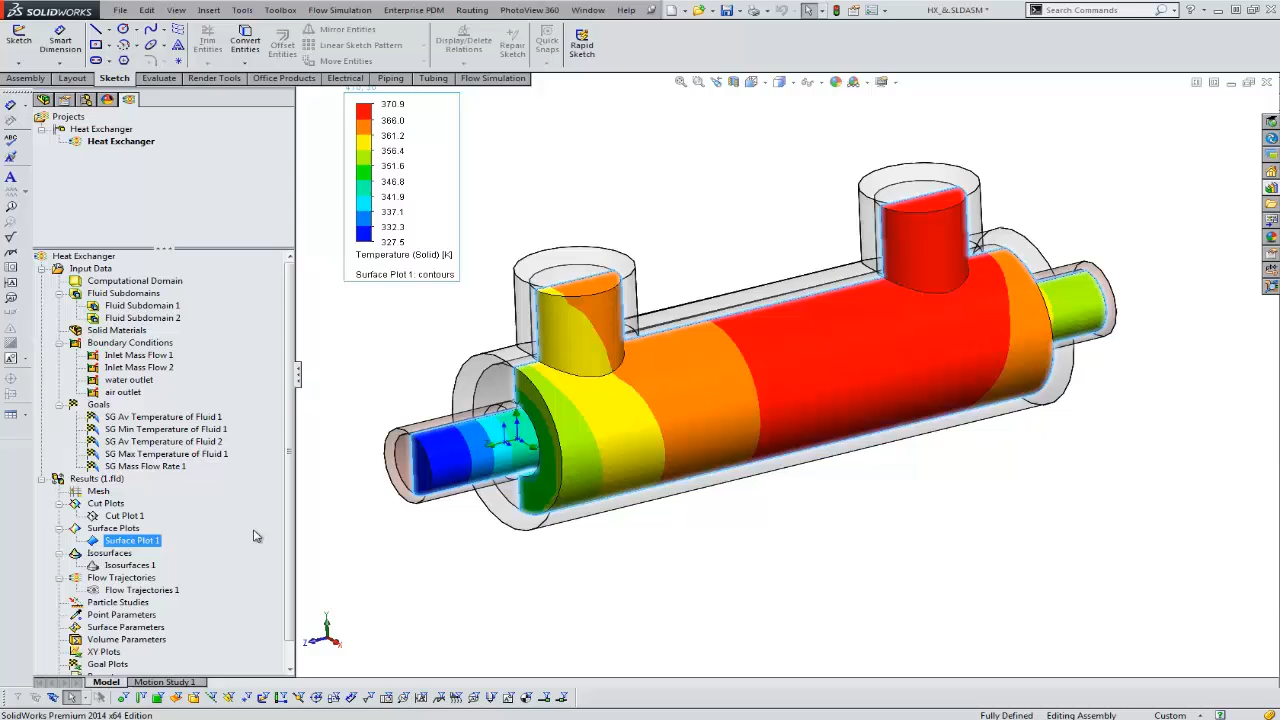 SOLIDWORKS File Edit View Insert Tools Toolbox Flow Simulation Enterprise PDM Routing PhotoView 360 Window Help HX_&.SLDASM * Search Commands
Sketch Smart Dimension Trim Entities Convert Entities Offset Entities Mirror Entities Linear Sketch Pattern Move Entities Display/Delete Relations Repair Sketch Quick Snaps Rapid Sketch
Assembly Layout Sketch Evaluate Render Tools Office Products Electrical Piping Tubing Flow Simulation
Projects
Heat Exchanger
Heat Exchanger
Heat Exchanger
Input Data
Computational Domain
Fluid Subdomains
Fluid Subdomain 1
Fluid Subdomain 2
Solid Materials
Boundary Conditions
Inlet Mass Flow 1
Inlet Mass Flow 2
water outlet
air outlet
Goals
SG Av Temperature of Fluid 1
SG Min Temperature of Fluid 1
SG Av Temperature of Fluid 2
SG Max Temperature of Fluid 1
SG Mass Flow Rate 1
Results (1.fld)
Mesh
Cut Plots
Cut Plot 1
Surface Plots
Surface Plot 1
Isosurfaces
Isosurfaces 1
Flow Trajectories
Flow Trajectories 1
Particle Studies
Point Parameters
Surface Parameters
Volume Parameters
XY Plots
Goal Plots
370.9
366.0
361.2
356.4
351.6
346.8
341.9
337.1
332.3
327.5
Temperature (Solid) [K]
Surface Plot 1: contours
Y
Z
X
Model Motion Study 1
SolidWorks Premium 2014 x64 Edition Fully Defined Editing Assembly Custom